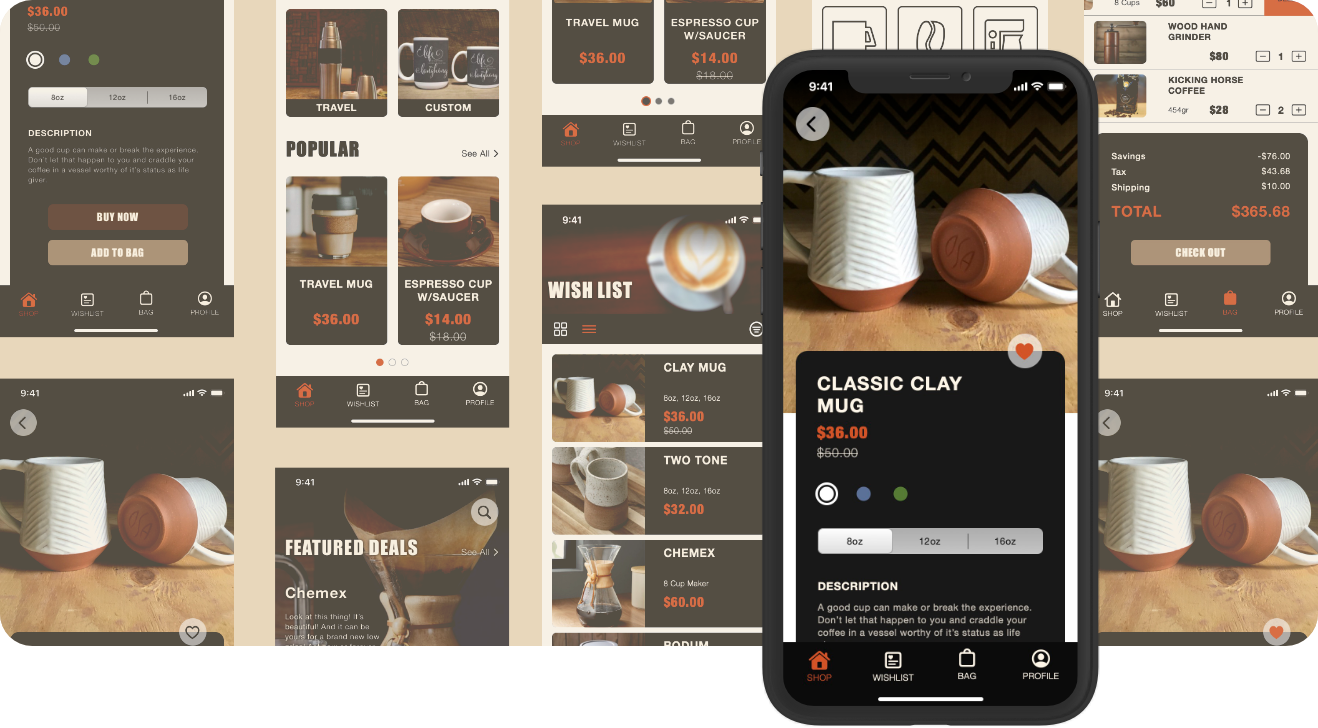 $36.00
$50.00
8oz 12oz 16oz
DESCRIPTION
A good cup can make or break the experience.
Don't let that happen to you and craddle your
coffee in a vessel worthy of it's status as life
giver
BUY NOW
ADD TO BAG
SHOP WISHLIST BAG PROFILE
9:41
TRAVEL CUSTOM
POPULAR
See All
TRAVEL MUG
$36.00
ESPRESSO CUP
W/SAUCER
$14.00
$18.00
SHOP WISHLIST BAG PROFILE
9:41
FEATURED DEALS
See All
Chemex
Look at this thing! It's
beautiful! And it can be
yours for a brand new low
TRAVEL MUG
$36.00
ESPRESSO CUP
W/SAUCER
$14.00
$18.00
SHOP WISHLIST BAG PROFILE
9:41
WISH LIST
CLAY MUG
8oz, 12oz, 16oz
$36.00
$50.00
TWO TONE
8oz, 12oz, 16oz
$32.00
CHEMEX
8 Cup Maker
$60.00
BODUM
9:41
CLASSIC CLAY
MUG
$36.00
$50.00
8oz 12oz 16oz
DESCRIPTION
A good cup can make or break the experience.
Don't let that happen to you and craddle your
coffee in a vessel worthy of it's status as life
SHOP WISHLIST BAG PROFILE
8 Cups $60 1
WOOD HAND
GRINDER
$80 1
KICKING HORSE
COFFEE
454gr $28 2
Savings -$76.00
Tax $43.68
Shipping $10.00
TOTAL $365.68
CHECK OUT
SHOP WISHLIST BAG PROFILE
9:41